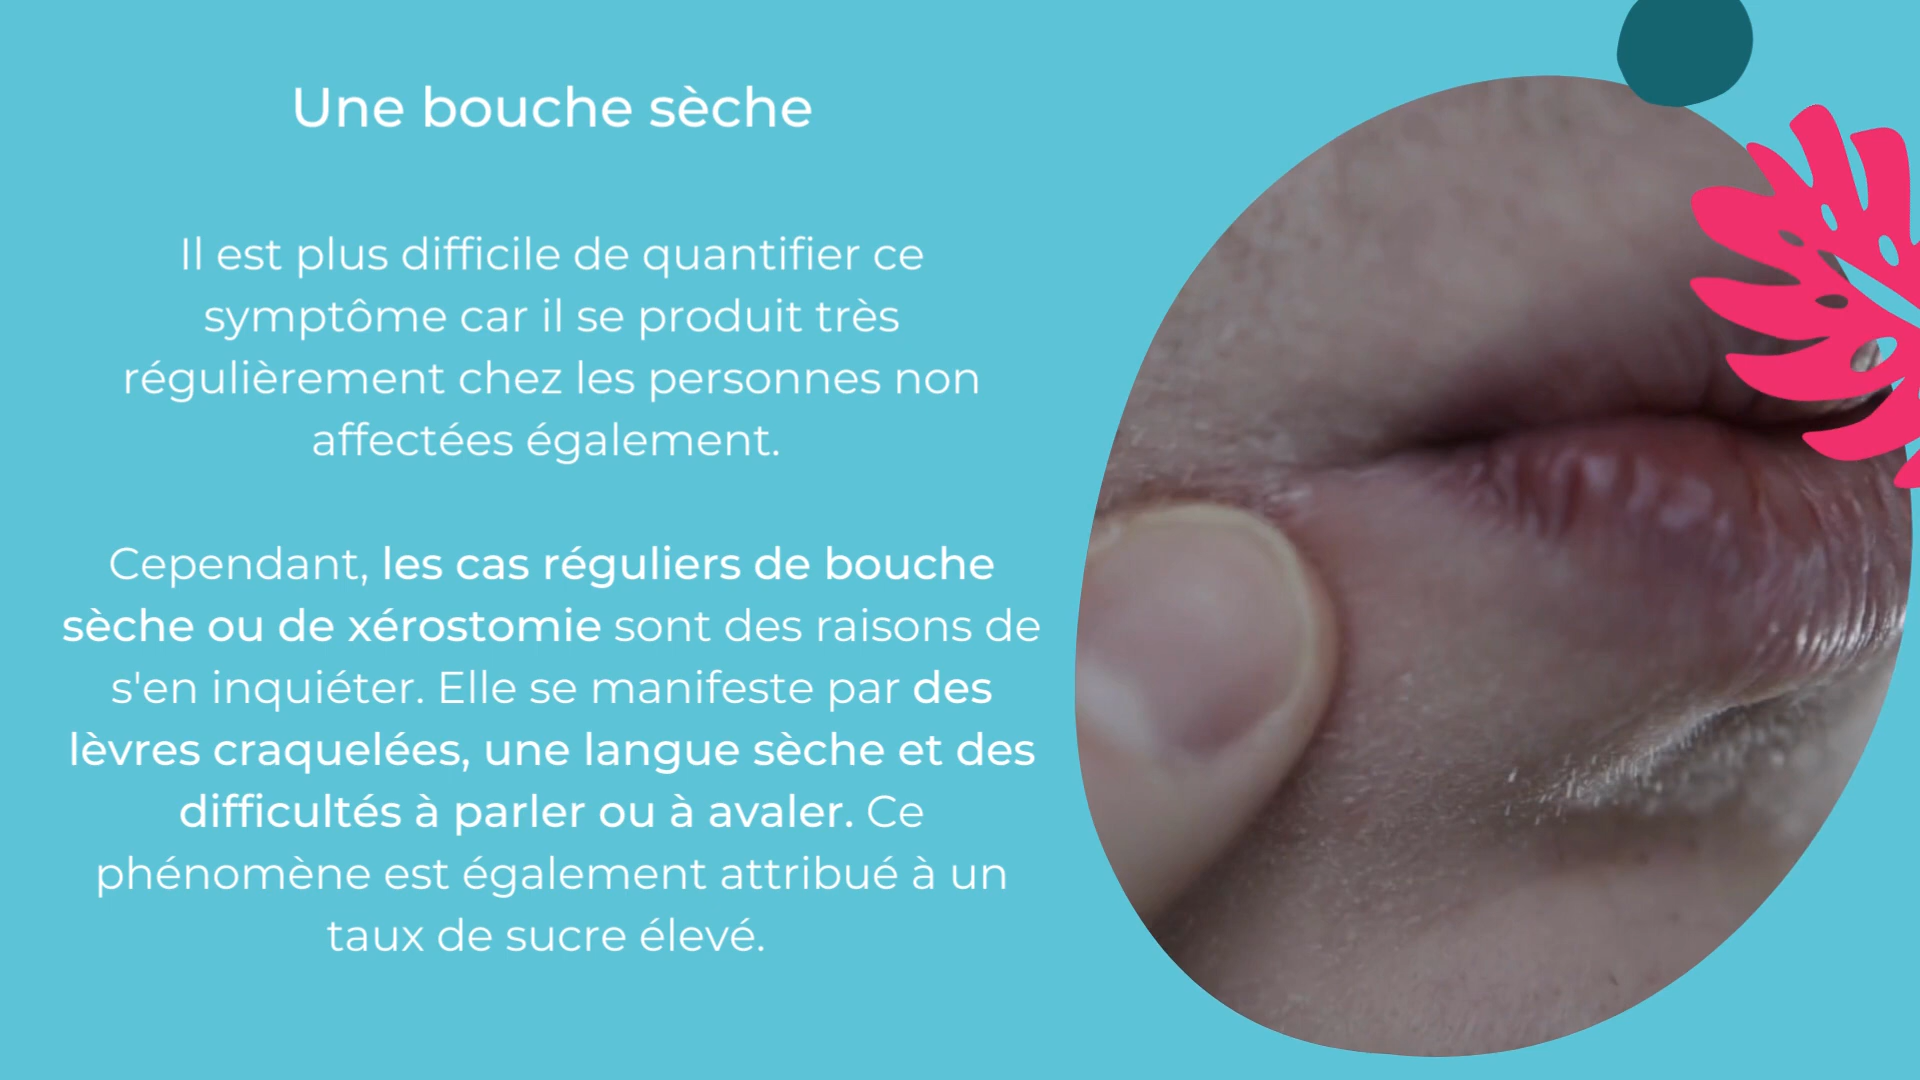 Une bouche sèche
Il est plus difficile de quantifier ce
symptôme car il se produit très
régulièrement chez les personnes non
affectées également.
Cependant, les cas réguliers de bouche
sèche ou de xérostomie sont des raisons de
s'en inquiéter. Elle se manifeste par des
lèvres craquelées, une langue sèche et des
difficultés à parler ou à avaler. Ce
phénomène est également attribué à un
taux de sucre élevé.